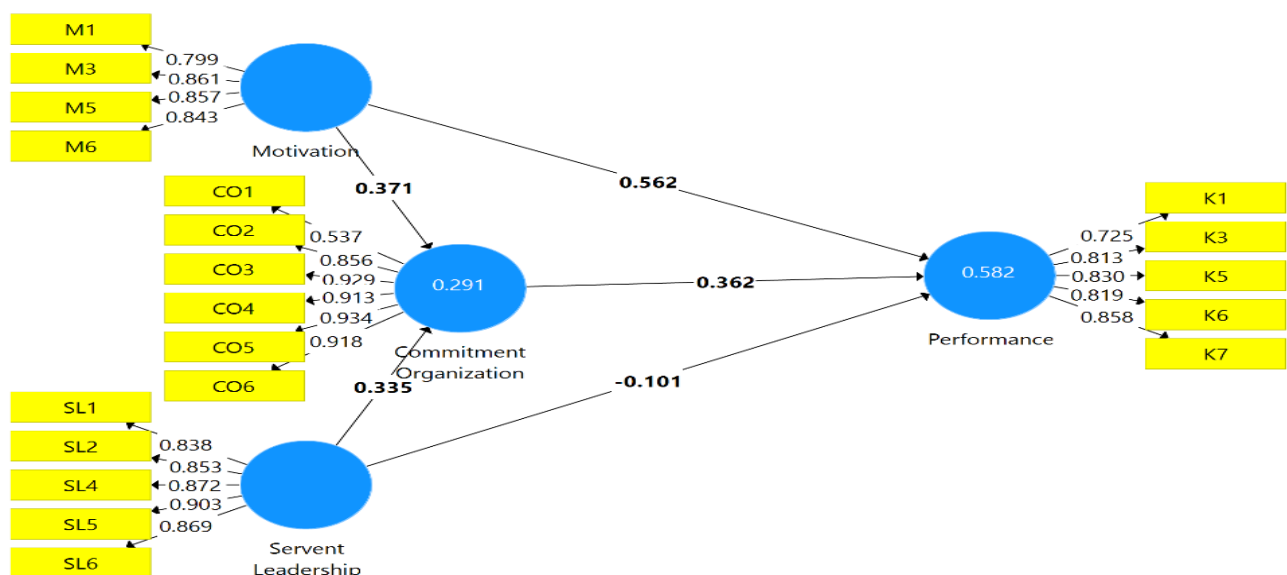 M1
M3
M5
M6
0.799
0.861
0.857
0.843
Motivation
0.371
0.562
CO1
CO2
CO3
CO4
CO5
CO6
0.537
0.856
0.929
0.913
0.934
0.918
0.291
Commitment
Organization
0.362
0.335
-0.101
SL1
SL2
SL4
SL5
SL6
0.838
0.853
0.872
0.903
0.869
Servent
Leadership
0.582
Performance
0.725
0.813
0.830
0.819
0.858
K1
K3
K5
K6
K7